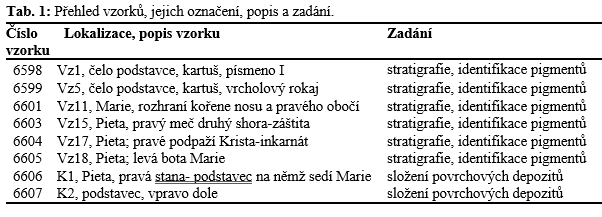 Tab. 1: Přehled vzorků, jejich označení, popis a zadání.
Číslo vzorku Lokalizace, popis vzorku Zadání
6598 Vz1, čelo podstavce, kartuš, písmeno I stratigrafie, identifikace pigmentů
6599 Vz5, čelo podstavce, kartuš, vrcholový rokaj stratigrafie, identifikace pigmentů
6601 Vz11, Marie, rozhraní kořene nosu a pravého obočí stratigrafie, identifikace pigmentů
6603 Vz15, Pieta, pravý meč druhý shora-záštita stratigrafie, identifikace pigmentů
6604 Vz17, Pieta; pravé podpaží Krista-inkarnát stratigrafie, identifikace pigmentů
6605 Vz18, Pieta; levá bota Marie stratigrafie, identifikace pigmentů
6606 K1, Pieta, pravá stana- podstavec na němž sedí Marie složení povrchových depozitů
6607 K2, podstavec, vpravo dole složení povrchových depozitů